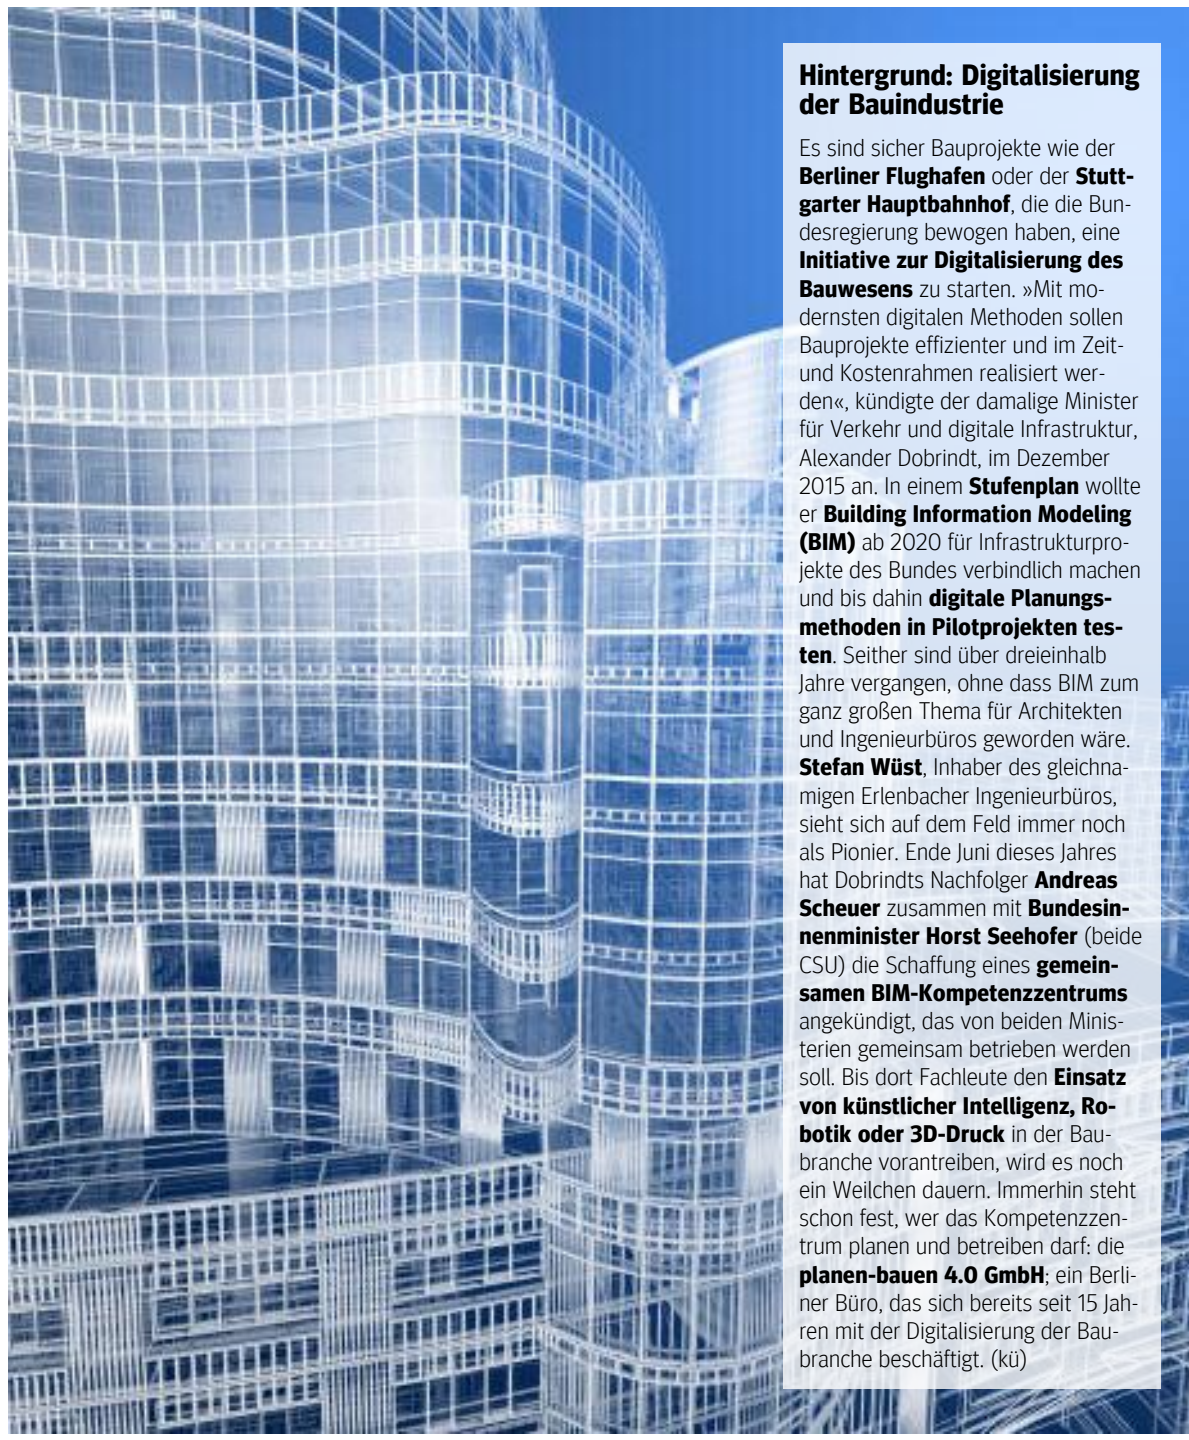 Hintergrund: Digitalisierung
der Bauindustrie
Es sind sicher Bauprojekte wie der
Berliner Flughafen oder der Stutt-
garter Hauptbahnhof, die die Bun-
desregierung bewogen haben, eine
Initiative zur Digitalisierung des
Bauwesens zu starten. »Mit mo-
dernsten digitalen Methoden sollen
Bauprojekte effizienter und im Zeit-
und Kostenrahmen realisiert wer-
den«, kündigte der damalige Minister
für Verkehr und digitale Infrastruktur,
Alexander Dobrindt, im Dezember
2015 an. In einem Stufenplan wollte
er Building Information Modeling
(BIM) ab 2020 für Infrastrukturpro-
jekte des Bundes verbindlich machen
und bis dahin digitale Planungs-
methoden in Pilotprojekten tes-
ten. Seither sind über dreieinhalb
Jahre vergangen, ohne dass BIM zum
ganz großen Thema für Architekten
und Ingenieurbüros geworden wäre.
Stefan Wüst, Inhaber des gleichna-
migen Erlenbacher Ingenieurbüros,
sieht sich auf dem Feld immer noch
als Pionier. Ende Juni dieses Jahres
hat Dobrindts Nachfolger Andreas
Scheuer zusammen mit Bundesin-
nenminister Horst Seehofer (beide
CSU) die Schaffung eines gemein-
samen BIM-Kompetenzzentrums
angekündigt, das von beiden Minis-
terien gemeinsam betrieben werden
soll. Bis dort Fachleute den Einsatz
von künstlicher Intelligenz, Ro-
botik oder 3D-Druck in der Bau-
branche vorantreiben, wird es noch
ein Weilchen dauern. Immerhin steht
schon fest, wer das Kompetenzzen-
trum planen und betreiben darf: die
planen-bauen 4.0 GmbH; ein Berli-
ner Büro, das sich bereits seit 15 Jah-
ren mit der Digitalisierung der Bau-
branche beschäftigt. (kü)